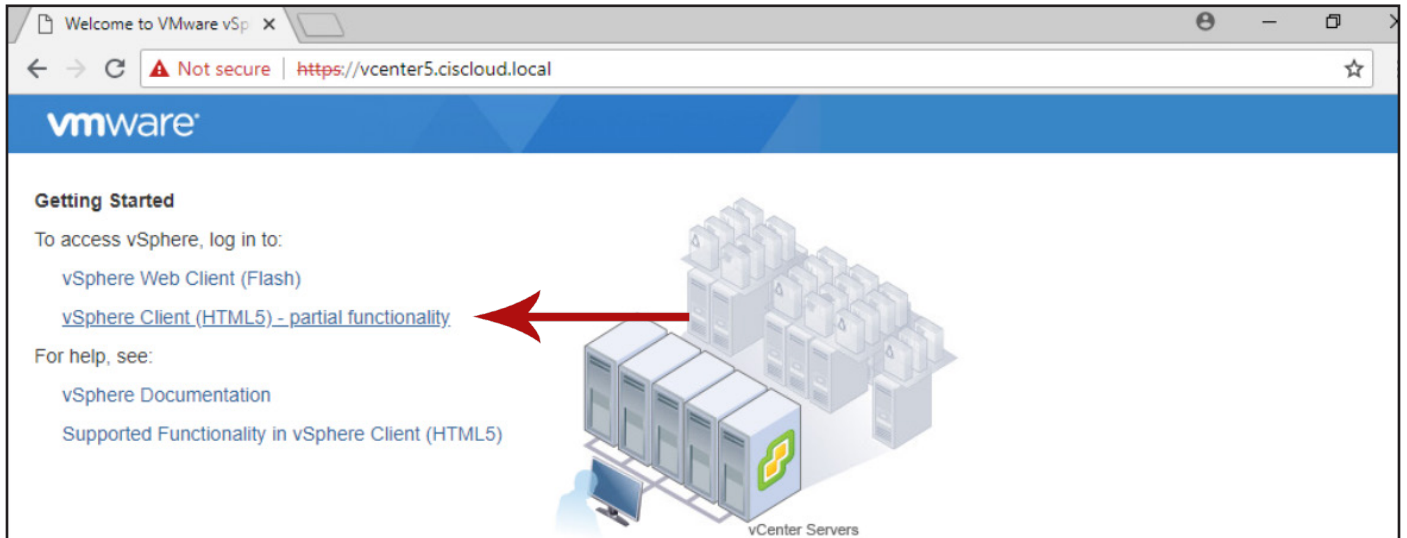 Welcome to VMware vSp
Not secure | https://vcenter5.ciscloud.local
vmware
Getting Started
To access vSphere, log in to:
vSphere Web Client (Flash)
vSphere Client (HTML5) - partial functionality
For help, see:
vSphere Documentation
Supported Functionality in vSphere Client (HTML5)
vCenter Servers